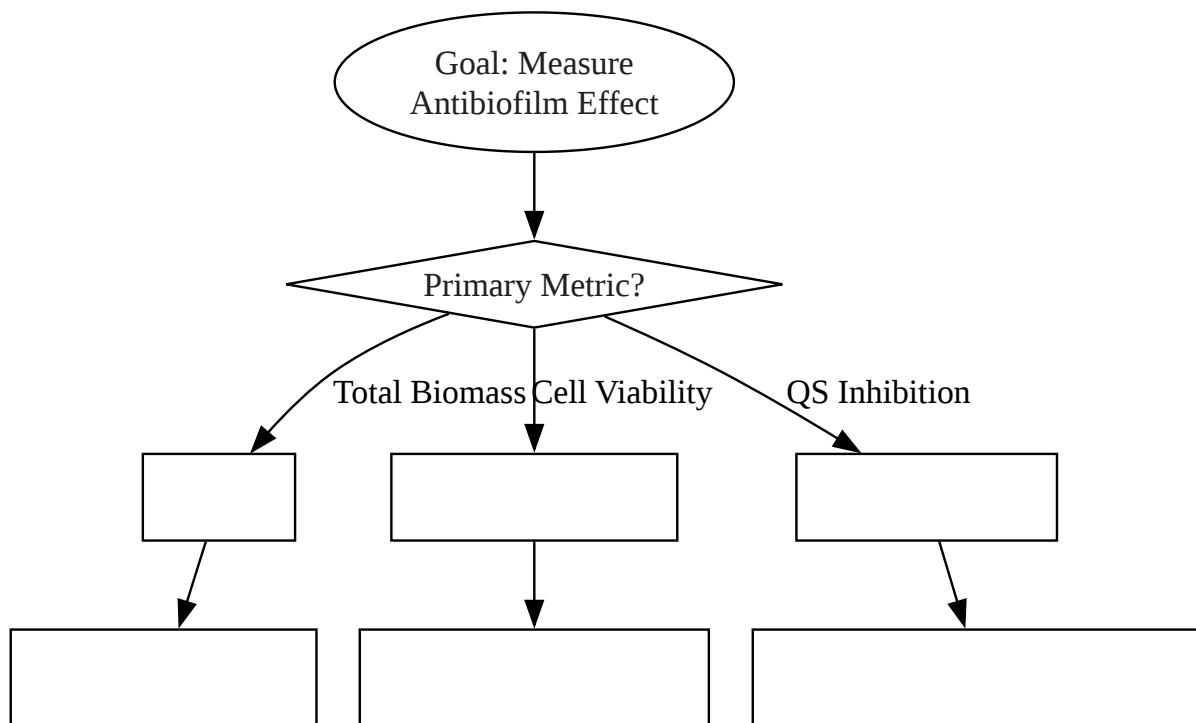 Goal: Measure
Antibiofilm Effect
Primary Metric?
Total Biomass
Cell Viability
QS Inhibition